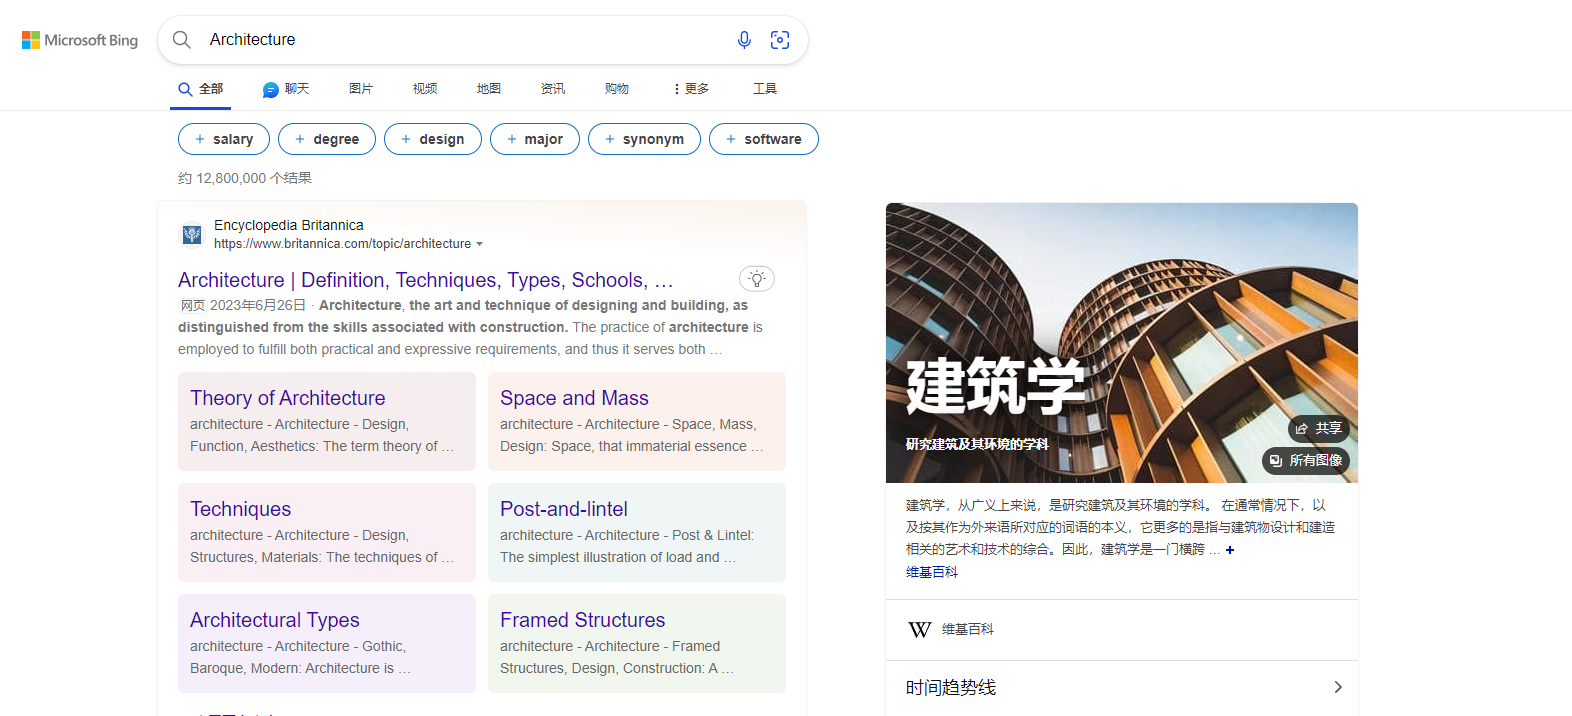 Microsoft Bing
Architecture
全部 聊天 图片 视频 地图 资讯 购物 更多 工具
+ salary + degree + design + major + synonym + software
约 12,800,000 个结果
Encyclopedia Britannica
https://www.britannica.com/topic/architecture
Architecture | Definition, Techniques, Types, Schools, …
网页 2023年6月26日 · Architecture, the art and technique of designing and building, as
distinguished from the skills associated with construction. The practice of architecture is
employed to fulfill both practical and expressive requirements, and thus it serves both …
Theory of Architecture
architecture - Architecture - Design,
Function, Aesthetics: The term theory of …
Space and Mass
architecture - Architecture - Space, Mass,
Design: Space, that immaterial essence …
Techniques
architecture - Architecture - Design,
Structures, Materials: The techniques of …
Post-and-lintel
architecture - Architecture - Post & Lintel:
The simplest illustration of load and …
Architectural Types
architecture - Architecture - Gothic,
Baroque, Modern: Architecture is …
Framed Structures
architecture - Architecture - Framed
Structures, Design, Construction: A …
建筑学
研究建筑及其环境的学科
共享
所有图像
建筑学，从广义上来说，是研究建筑及其环境的学科。 在通常情况下，以
及按其作为外来语所对应的词语的本义，它更多的是指与建筑物设计和建造
相关的艺术和技术的综合。因此，建筑学是一门横跨 … +
维基百科
W 维基百科
时间趋势线